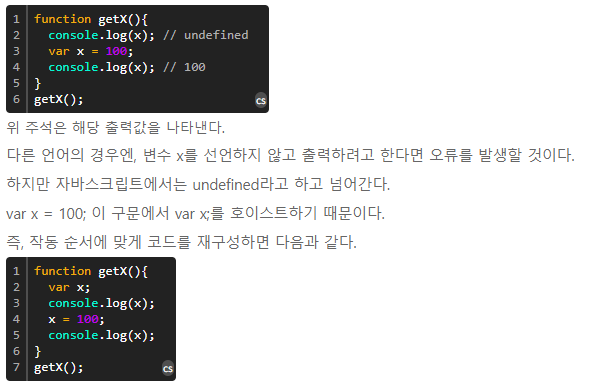 1 function getX(){
2   console.log(x); // undefined
3   var x = 100;
4   console.log(x); // 100
5 }
6 getX();
cs
위 주석은 해당 출력값을 나타낸다.
다른 언어의 경우엔, 변수 x를 선언하지 않고 출력하려고 한다면 오류를 발생할 것이다.
하지만 자바스크립트에서는 undefined라고 하고 넘어간다.
var x = 100; 이 구문에서 var x;를 호이스트하기 때문이다.
즉, 작동 순서에 맞게 코드를 재구성하면 다음과 같다.
1 function getX(){
2   var x;
3   console.log(x);
4   x = 100;
5   console.log(x);
6 }
7 getX();
cs